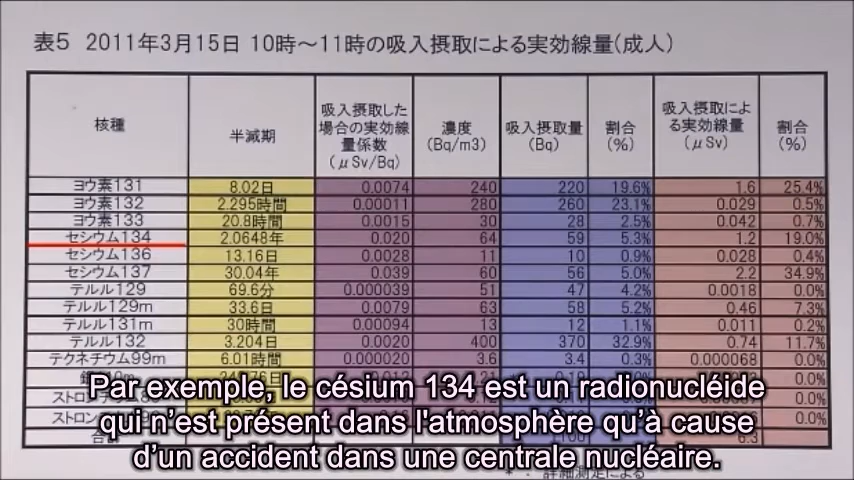 表5 2011年3月15日 10時～11時の吸入摂取による実効線量(成人)
核種 半減期 吸入摂取した場合の実効線量係数(μSv/Bq) 濃度(Bq/m3) 吸入摂取量(Bq) 割合(%) 吸入摂取による実効線量(μSv) 割合(%)
ヨウ素131 8.02日 0.0074 240 220 19.6% 1.6 25.4%
ヨウ素132 2.295時間 0.00011 280 260 23.1% 0.029 0.5%
ヨウ素133 20.8時間 0.0015 30 28 2.5% 0.042 0.7%
セシウム134 2.0648年 0.020 64 59 5.3% 1.2 19.0%
セシウム136 13.16日 0.0028 11 10 0.9% 0.028 0.4%
セシウム137 30.04年 0.039 60 56 5.0% 2.2 34.9%
テルル129 69.6分 0.000039 51 47 4.2% 0.0018 0.0%
テルル129m 33.6日 0.0079 63 58 5.2% 0.46 7.3%
テルル131m 30時間 0.00094 13 12 1.1% 0.011 0.2%
テルル132 3.204日 0.0020 400 370 32.9% 0.74 11.7%
テクネチウム99m 6.01時間 0.000020 3.6 3.4 0.3% 0.000068 0.0%
0.0%
0.0%
0.0%
6.3
Par exemple, le césium 134 est un radionucléide
qui n’est présent dans l'atmosphère qu’à cause
d’un accident dans une centrale nucléaire.